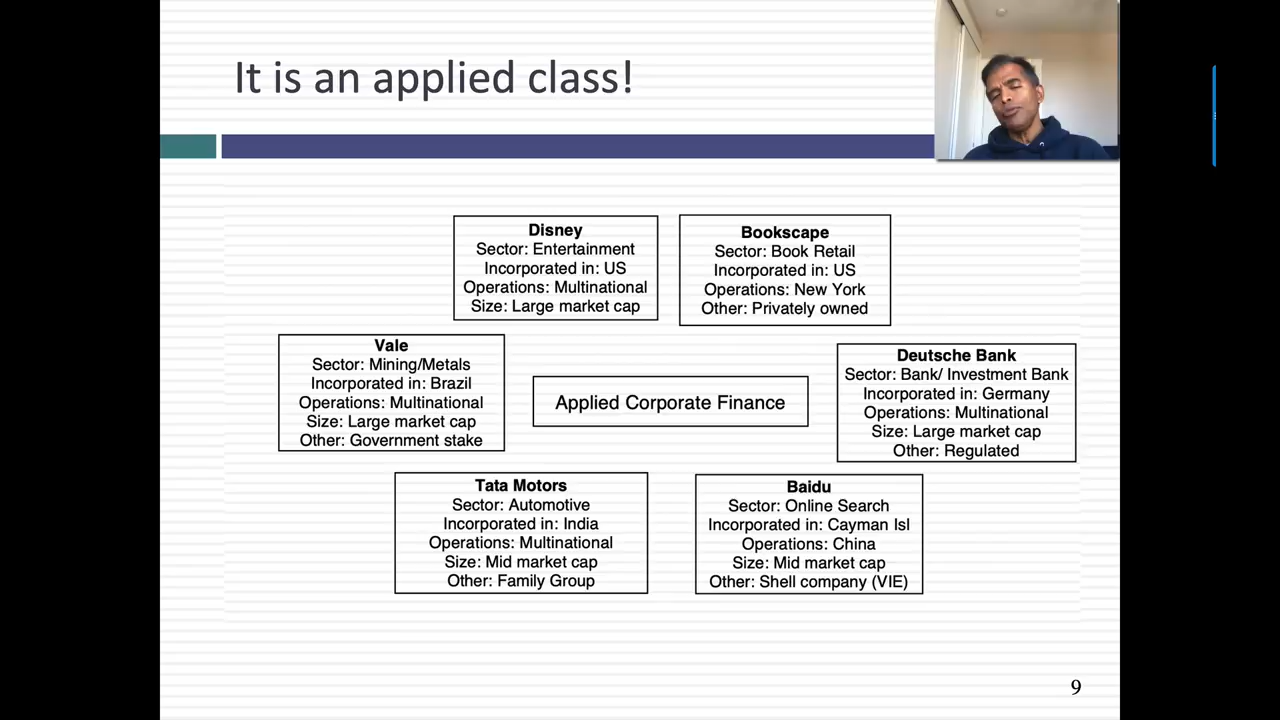 It is an applied class!
Disney
Sector: Entertainment
Incorporated in: US
Operations: Multinational
Size: Large market cap
Bookscape
Sector: Book Retail
Incorporated in: US
Operations: New York
Other: Privately owned
Vale
Sector: Mining/Metals
Incorporated in: Brazil
Operations: Multinational
Size: Large market cap
Other: Government stake
Applied Corporate Finance
Deutsche Bank
Sector: Bank/ Investment Bank
Incorporated in: Germany
Operations: Multinational
Size: Large market cap
Other: Regulated
Tata Motors
Sector: Automotive
Incorporated in: India
Operations: Multinational
Size: Mid market cap
Other: Family Group
Baidu
Sector: Online Search
Incorporated in: Cayman Isl
Operations: China
Size: Mid market cap
Other: Shell company (VIE)
9